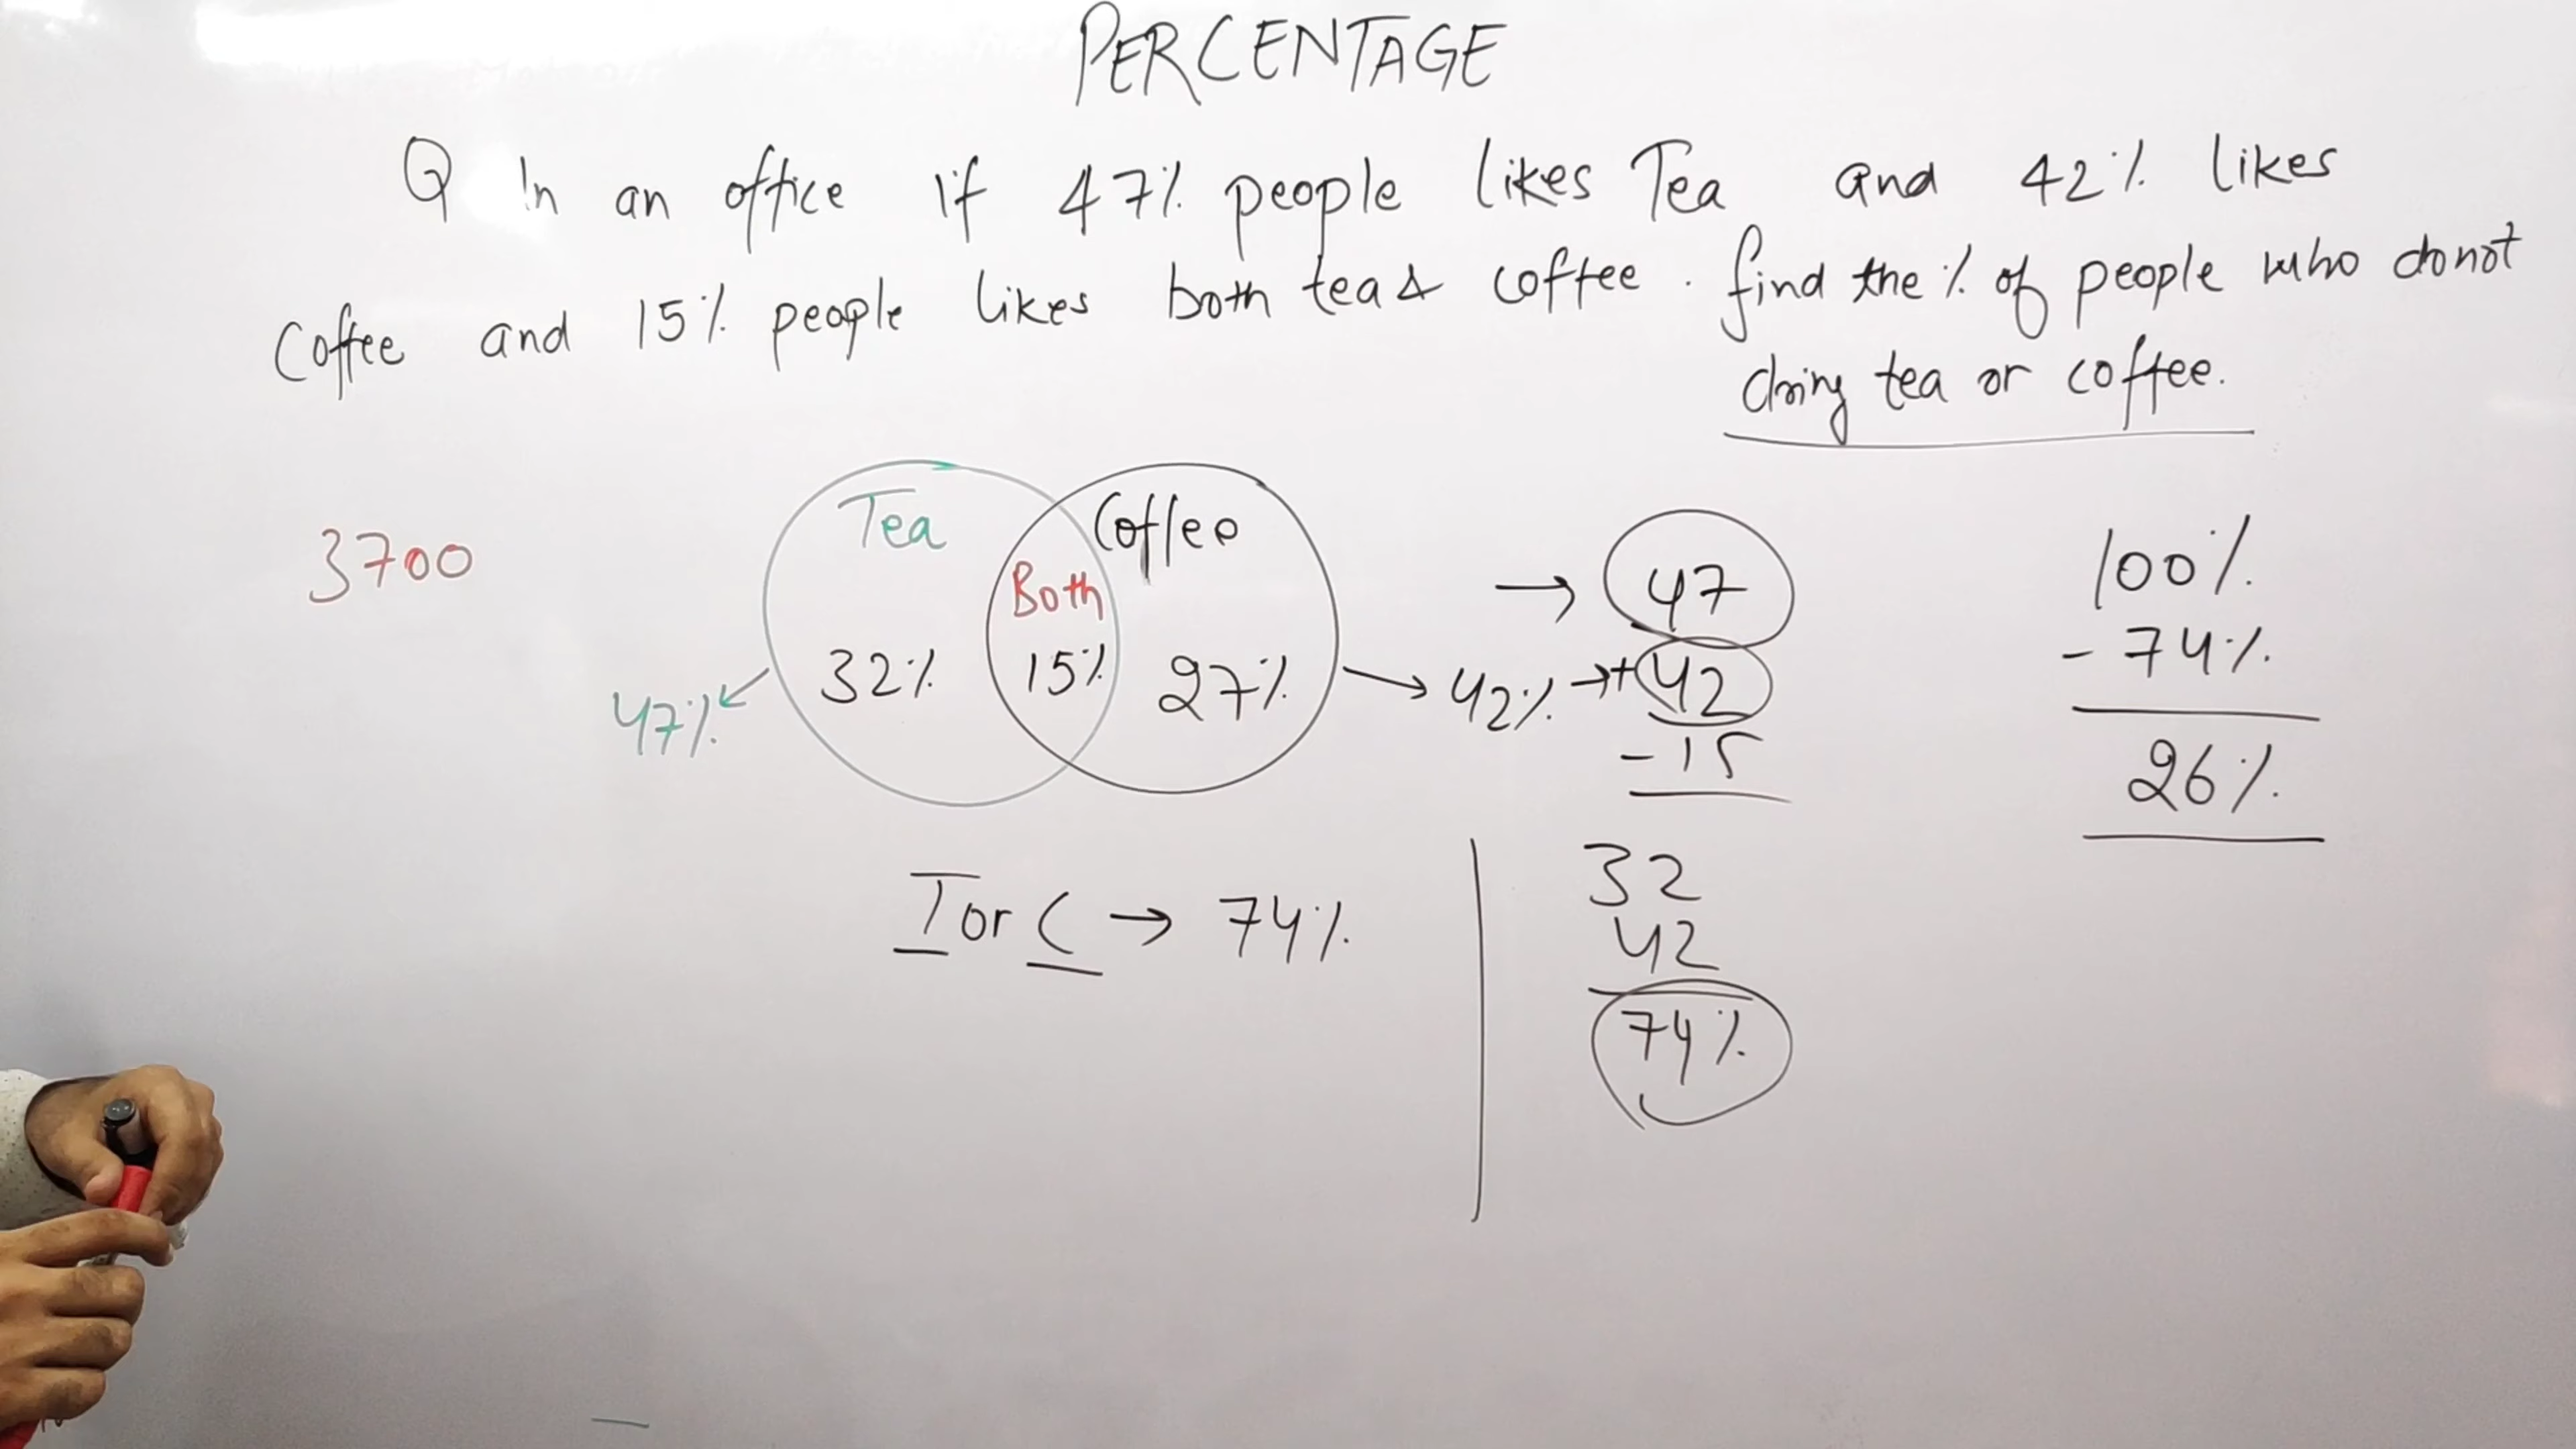 PERCENTAGE
Q In an office if 47% people likes Tea and 42% likes
Coffee and 15% people likes both tea & coffee. find the % of people who donot
dring tea or coffee.
3700
Tea
Coffee
Both
32%
15%
27%
47%
42%
→ 47
→+42
-15
32
42
74%
T or C → 74%
100%
- 74%
26%